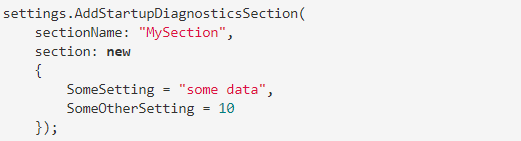 settings.AddStartupDiagnosticsSection(
    sectionName: "MySection",
    section: new
    {
        SomeSetting = "some data",
        SomeOtherSetting = 10
    });